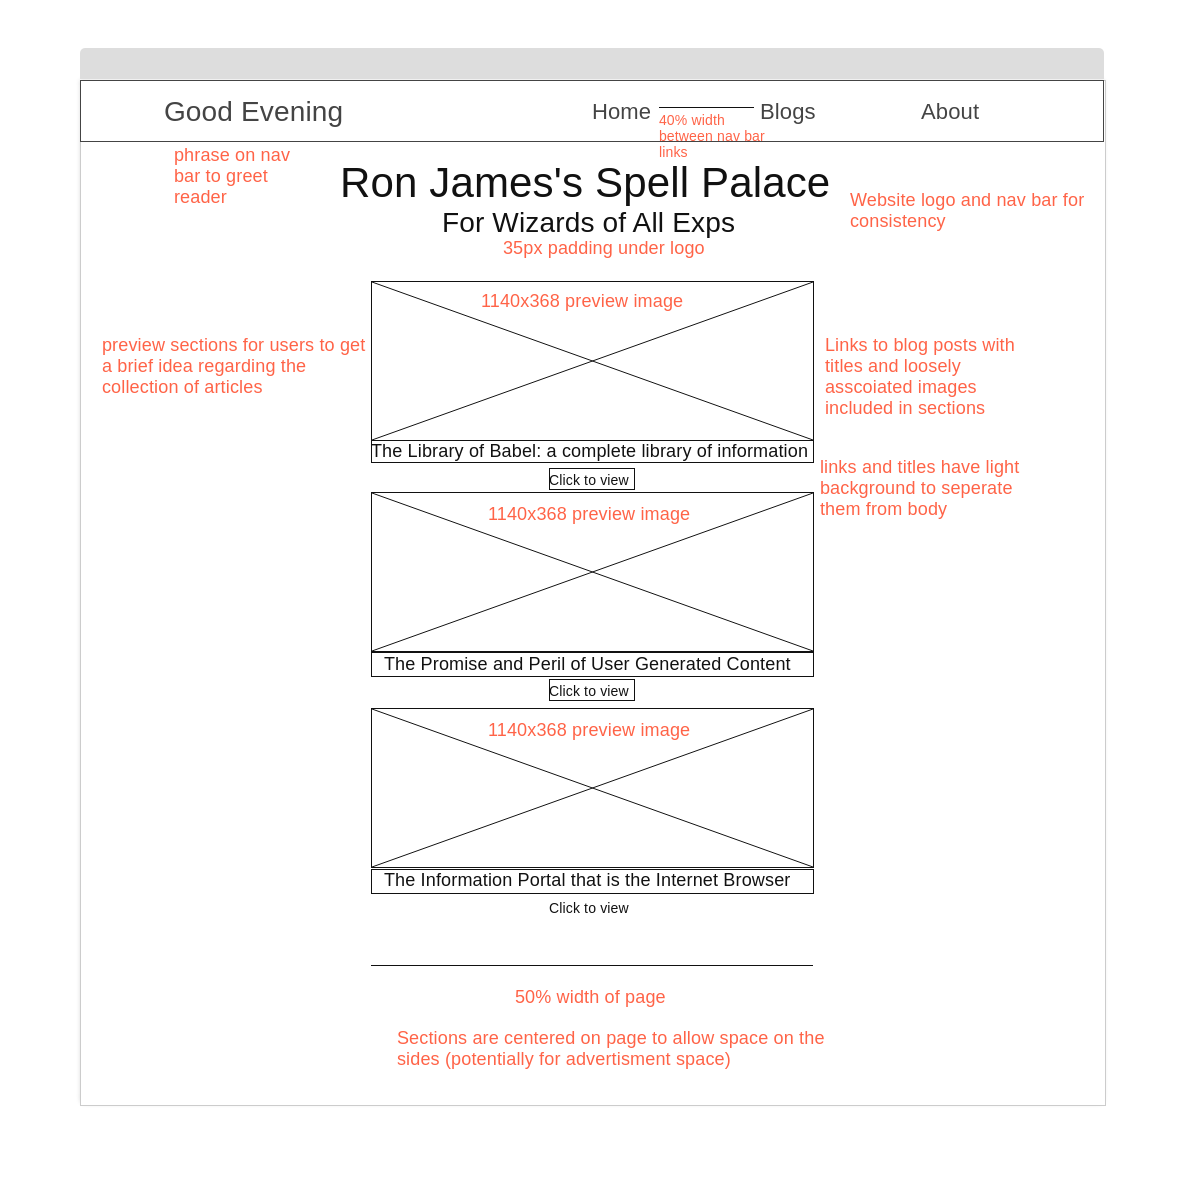 Good Evening
Home
Blogs
About
40% width
between nav bar
links
phrase on nav
bar to greet
reader
Ron James's Spell Palace
For Wizards of All Exps
35px padding under logo
Website logo and nav bar for
consistency
1140x368 preview image
preview sections for users to get
a brief idea regarding the
collection of articles
Links to blog posts with
titles and loosely
asscoiated images
included in sections
The Library of Babel: a complete library of information
Click to view
links and titles have light
background to seperate
them from body
1140x368 preview image
The Promise and Peril of User Generated Content
Click to view
1140x368 preview image
The Information Portal that is the Internet Browser
Click to view
50% width of page
Sections are centered on page to allow space on the
sides (potentially for advertisment space)